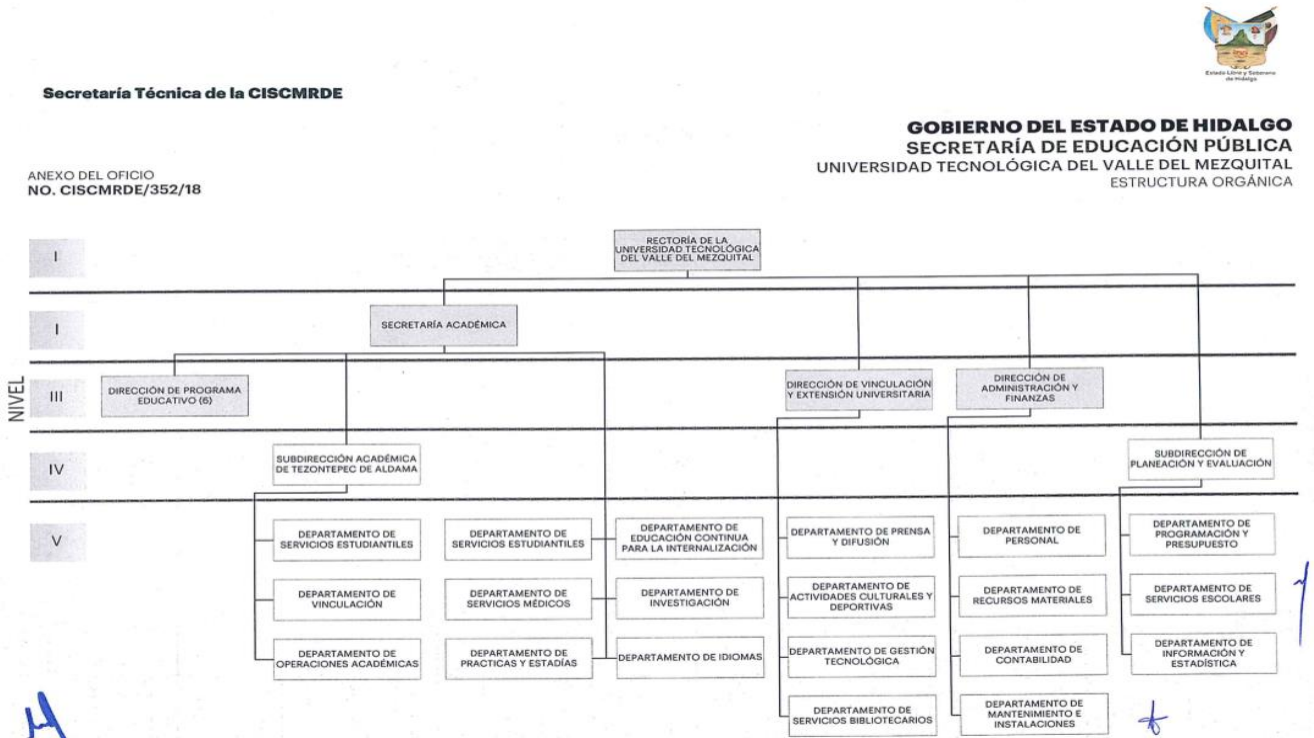 Estado Libre y Soberano
de Hidalgo
Secretaría Técnica de la CISCMRDE
GOBIERNO DEL ESTADO DE HIDALGO
SECRETARÍA DE EDUCACIÓN PÚBLICA
UNIVERSIDAD TECNOLÓGICA DEL VALLE DEL MEZQUITAL
ESTRUCTURA ORGÁNICA
ANEXO DEL OFICIO
NO. CISCMRDE/352/18
NIVEL
I
RECTORÍA DE LA
UNIVERSIDAD TECNOLÓGICA
DEL VALLE DEL MEZQUITAL
I
SECRETARÍA ACADÉMICA
III
DIRECCIÓN DE PROGRAMA
EDUCATIVO (6)
DIRECCIÓN DE VINCULACIÓN
Y EXTENSIÓN UNIVERSITARIA
DIRECCIÓN DE
ADMINISTRACIÓN Y
FINANZAS
IV
SUBDIRECCIÓN ACADÉMICA
DE TEZONTEPEC DE ALDAMA
SUBDIRECCIÓN DE
PLANEACIÓN Y EVALUACIÓN
V
DEPARTAMENTO DE
SERVICIOS ESTUDIANTILES
DEPARTAMENTO DE
SERVICIOS ESTUDIANTILES
DEPARTAMENTO DE
EDUCACIÓN CONTINUA
PARA LA INTERNALIZACIÓN
DEPARTAMENTO DE PRENSA
Y DIFUSIÓN
DEPARTAMENTO DE
PERSONAL
DEPARTAMENTO DE
PROGRAMACIÓN Y
PRESUPUESTO
DEPARTAMENTO DE
VINCULACIÓN
DEPARTAMENTO DE
SERVICIOS MÉDICOS
DEPARTAMENTO DE
INVESTIGACIÓN
DEPARTAMENTO DE
ACTIVIDADES CULTURALES Y
DEPORTIVAS
DEPARTAMENTO DE
RECURSOS MATERIALES
DEPARTAMENTO DE
SERVICIOS ESCOLARES
DEPARTAMENTO DE
OPERACIONES ACADÉMICAS
DEPARTAMENTO DE
PRACTICAS Y ESTADÍAS
DEPARTAMENTO DE IDIOMAS
DEPARTAMENTO DE GESTIÓN
TECNOLÓGICA
DEPARTAMENTO DE
CONTABILIDAD
DEPARTAMENTO DE
INFORMACIÓN Y
ESTADÍSTICA
DEPARTAMENTO DE
SERVICIOS BIBLIOTECARIOS
DEPARTAMENTO DE
MANTENIMIENTO E
INSTALACIONES